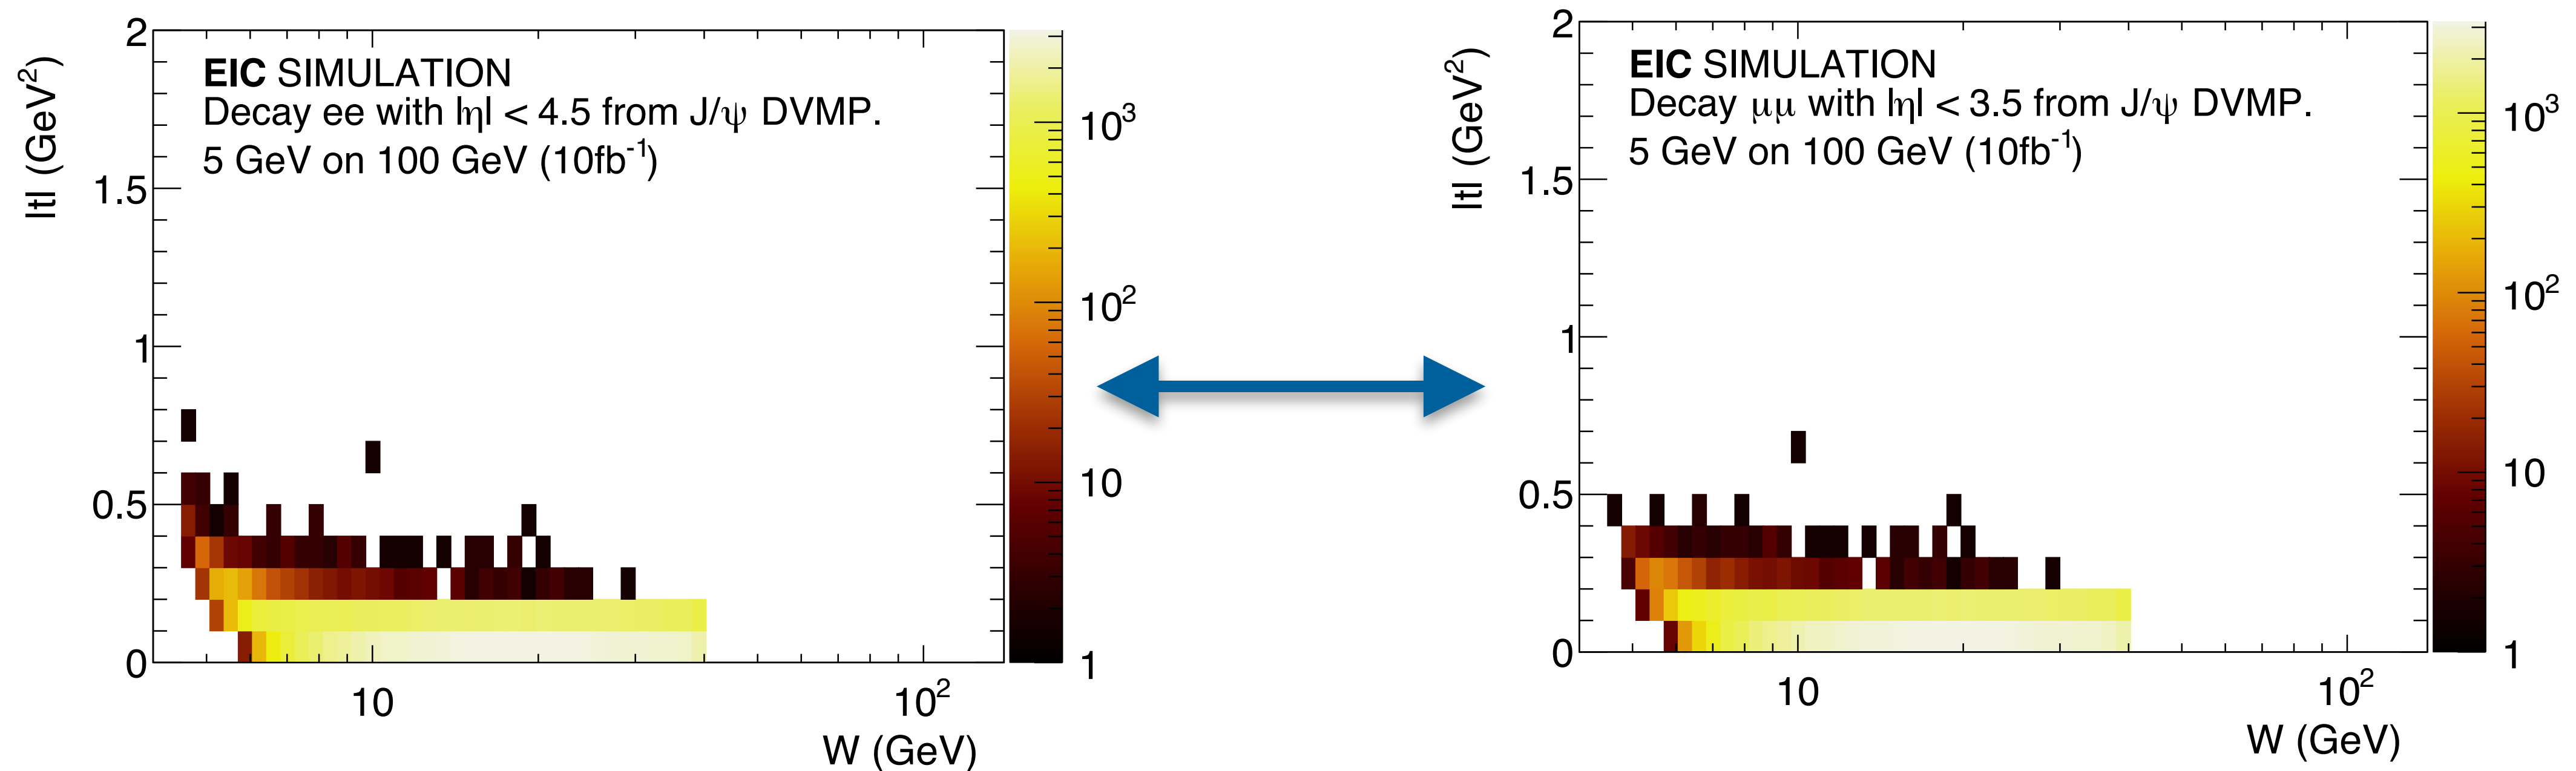 EIC SIMULATION
Decay ee with |η| < 4.5 from J/ψ DVMP.
5 GeV on 100 GeV (10fb⁻¹)
|t| (GeV²)
2
1.5
1
0.5
0
10
10²
W (GeV)
10³
10²
10
1
EIC SIMULATION
Decay μμ with |η| < 3.5 from J/ψ DVMP.
5 GeV on 100 GeV (10fb⁻¹)
|t| (GeV²)
2
1.5
1
0.5
0
10
10²
W (GeV)
10³
10²
10
1